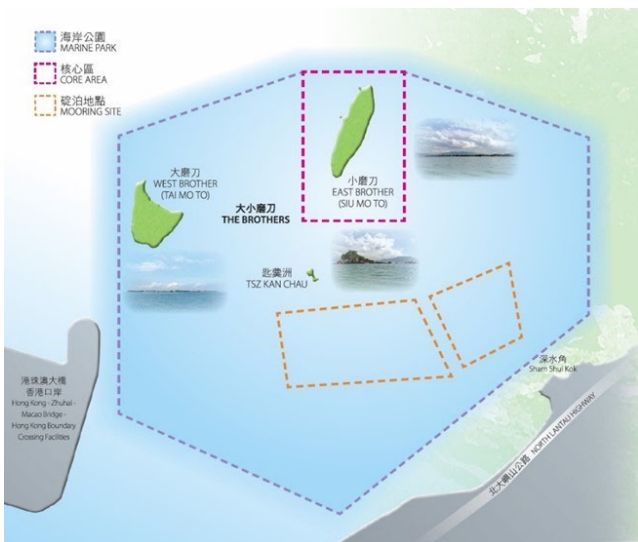 海岸公園
MARINE PARK
核心區
CORE AREA
碇泊地點
MOORING SITE
大磨刀
WEST BROTHER
(TAI MO TO)
大小磨刀
THE BROTHERS
小磨刀
EAST BROTHER
(SIU MO TO)
匙羹洲
TSZ KAN CHAU
深水角
Sham Shui Kok
港珠澳大橋
香港口岸
Hong Kong - Zhuhai -
Macao Bridge -
Hong Kong Boundary
Crossing Facilities
北大嶼山公路 NORTH LANTAU HIGHWAY